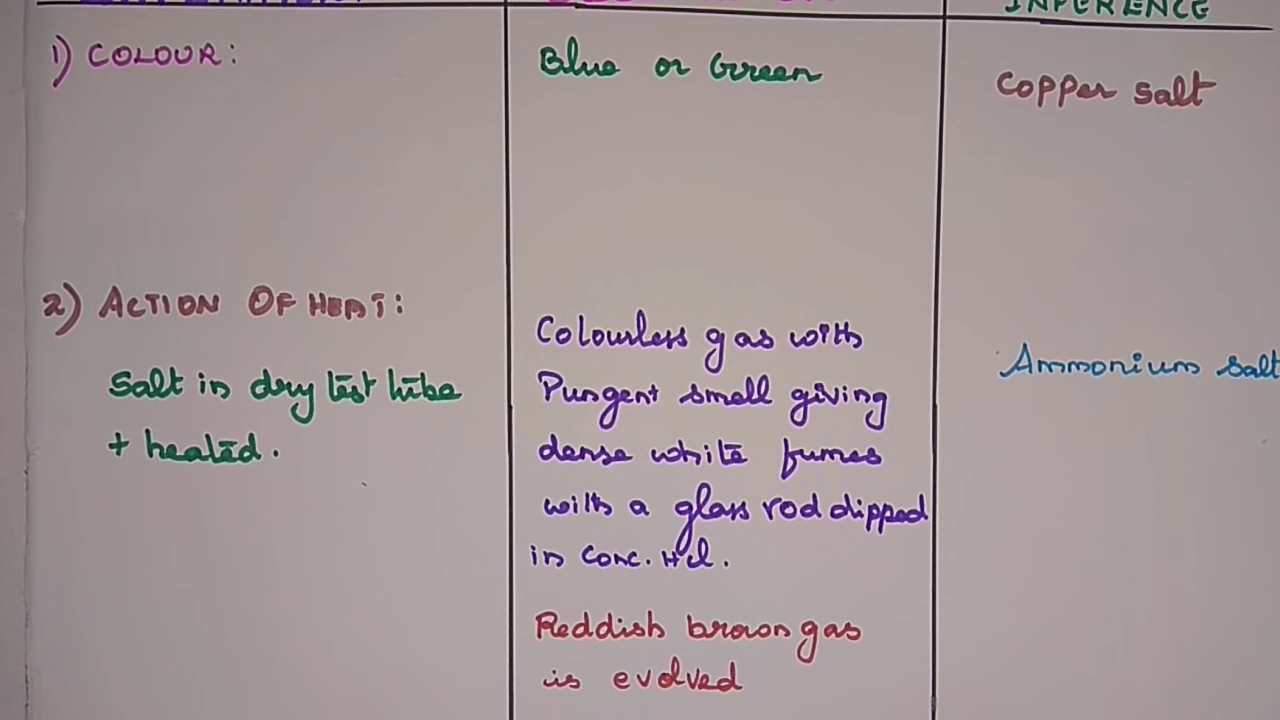 INFERENCE
1) COLOUR:
Blue or Green
Copper salt
2) ACTION OF HEAT:
Salt in dry test tube
+ heated.
Colourless gas with
Pungent smell giving
dense white fumes
with a glass rod dipped
in Conc. HCl.
Ammonium salt
Reddish brown gas
is evolved